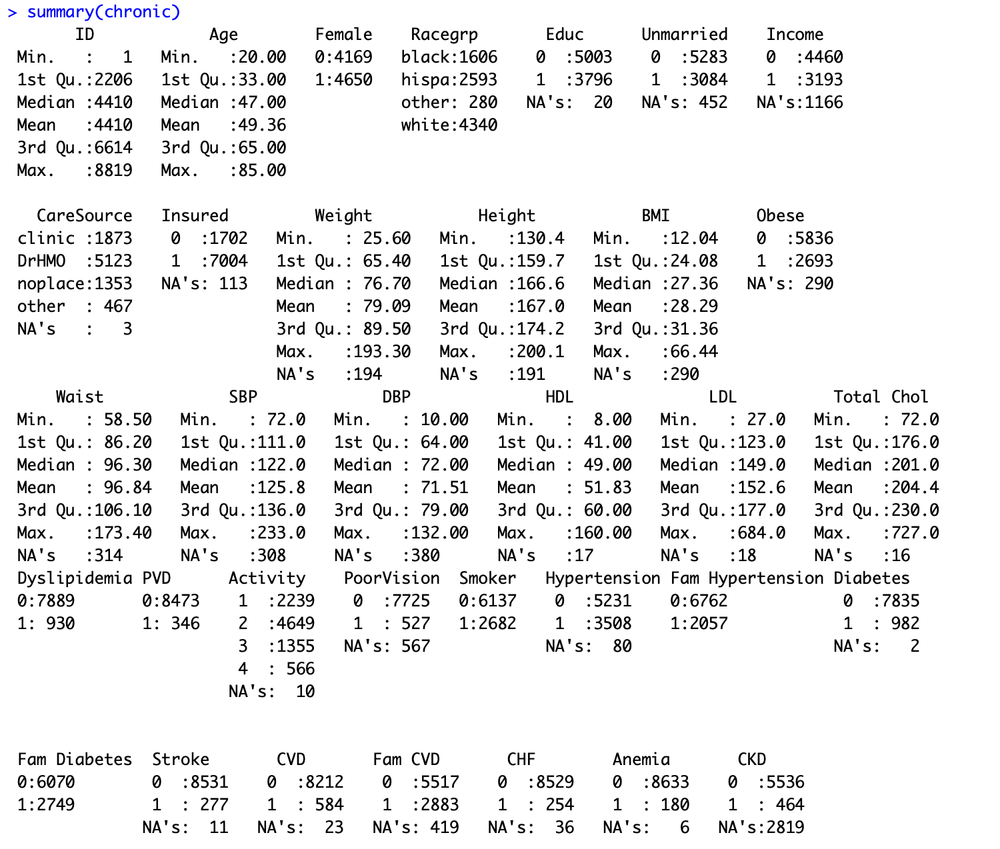 > summary(chronic)
       ID            Age        Female    Racegrp       Educ      Unmarried    Income
 Min.   :   1   Min.   :20.00   0:4169   black:1606    0  :5003    0  :5283    0  :4460
 1st Qu.:2206   1st Qu.:33.00   1:4650   hispa:2593    1  :3796    1  :3084    1  :3193
 Median :4410   Median :47.00            other: 280   NA's:  20   NA's: 452   NA's:1166
 Mean   :4410   Mean   :49.36            white:4340
 3rd Qu.:6614   3rd Qu.:65.00
 Max.   :8819   Max.   :85.00
   CareSource   Insured         Weight           Height           BMI         Obese
 clinic :1873    0  :1702   Min.   : 25.60   Min.   :130.4   Min.   :12.04    0  :5836
 DrHMO  :5123    1  :7004   1st Qu.: 65.40   1st Qu.:159.7   1st Qu.:24.08    1  :2693
 noplace:1353   NA's: 113   Median : 76.70   Median :166.6   Median :27.36   NA's: 290
 other  : 467               Mean   : 79.09   Mean   :167.0   Mean   :28.29
 NA's   :   3               3rd Qu.: 89.50   3rd Qu.:174.2   3rd Qu.:31.36
                            Max.   :193.30   Max.   :200.1   Max.   :66.44
                            NA's   :194      NA's   :191     NA's   :290
     Waist             SBP             DBP              HDL              LDL          Total Chol
 Min.   : 58.50   Min.   : 72.0   Min.   : 10.00   Min.   :  8.00   Min.   : 27.0   Min.   : 72.0
 1st Qu.: 86.20   1st Qu.:111.0   1st Qu.: 64.00   1st Qu.: 41.00   1st Qu.:123.0   1st Qu.:176.0
 Median : 96.30   Median :122.0   Median : 72.00   Median : 49.00   Median :149.0   Median :201.0
 Mean   : 96.84   Mean   :125.8   Mean   : 71.51   Mean   : 51.83   Mean   :152.6   Mean   :204.4
 3rd Qu.:106.10   3rd Qu.:136.0   3rd Qu.: 79.00   3rd Qu.: 60.00   3rd Qu.:177.0   3rd Qu.:230.0
 Max.   :173.40   Max.   :233.0   Max.   :132.00   Max.   :160.00   Max.   :684.0   Max.   :727.0
 NA's   :314      NA's   :308     NA's   :380      NA's   :17       NA's   :18      NA's   :16
 Dyslipidemia PVD      Activity    PoorVision  Smoker   Hypertension Fam Hypertension Diabetes
 0:7889       0:8473    1  :2239    0  :7725   0:6137    0  :5231    0:6762            0  :7835
 1: 930       1: 346    2  :4649    1  : 527   1:2682    1  :3508    1:2057            1  : 982
                        3  :1355   NA's: 567            NA's:  80                     NA's:   2
                        4  : 566
                       NA's:  10
 Fam Diabetes  Stroke       CVD       Fam CVD       CHF        Anemia       CKD
 0:6070         0  :8531    0  :8212    0  :5517    0  :8529    0  :8633    0  :5536
 1:2749         1  : 277    1  : 584    1  :2883    1  : 254    1  : 180    1  : 464
               NA's:  11   NA's:  23   NA's: 419   NA's:  36   NA's:   6   NA's:2819